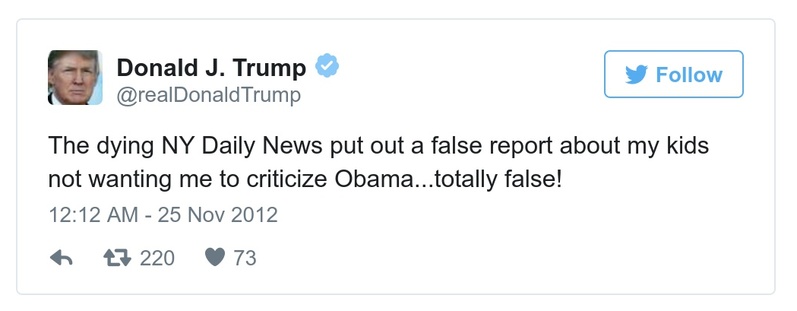 Donald J. Trump
@realDonaldTrump
Follow
The dying NY Daily News put out a false report about my kids
not wanting me to criticize Obama...totally false!
12:12 AM - 25 Nov 2012
220 73